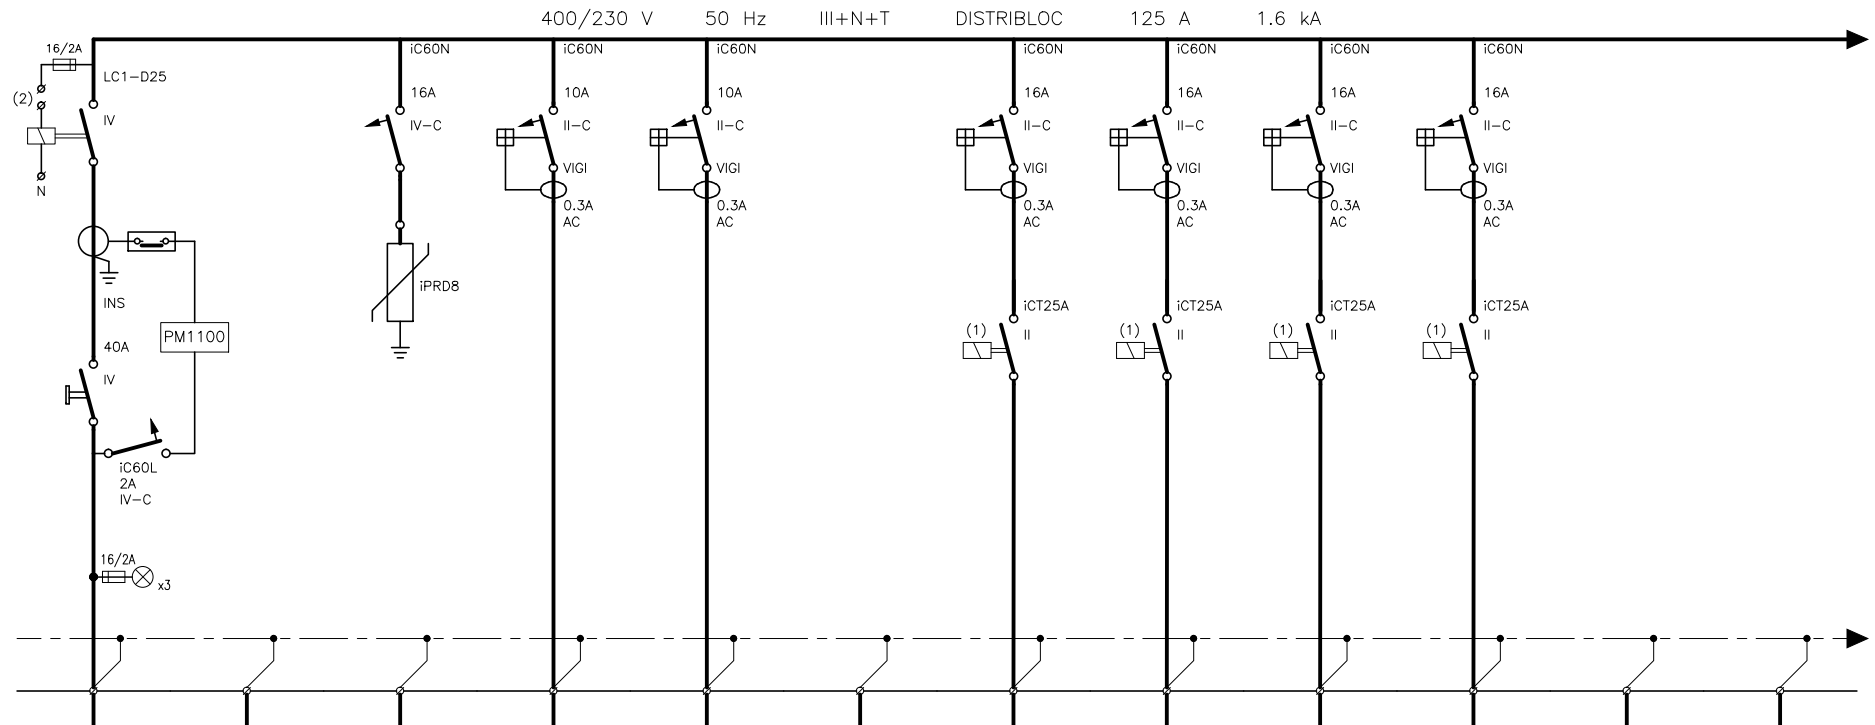 400/230 V 50 Hz III+N+T DISTRIBLOC 125 A 1.6 kA
16/2A
LC1-D25
(2)
IV
N
INS
PM1100
40A
IV
iC60L
2A
IV-C
16/2A
x3
iC60N
16A
IV-C
iPRD8
iC60N
10A
II-C
VIGI
0.3A
AC
iC60N
10A
II-C
VIGI
0.3A
AC
iC60N
16A
II-C
VIGI
0.3A
AC
iCT25A
(1)
II
iC60N
16A
II-C
VIGI
0.3A
AC
iCT25A
(1)
II
iC60N
16A
II-C
VIGI
0.3A
AC
iCT25A
(1)
II
iC60N
16A
II-C
VIGI
0.3A
AC
iCT25A
(1)
II